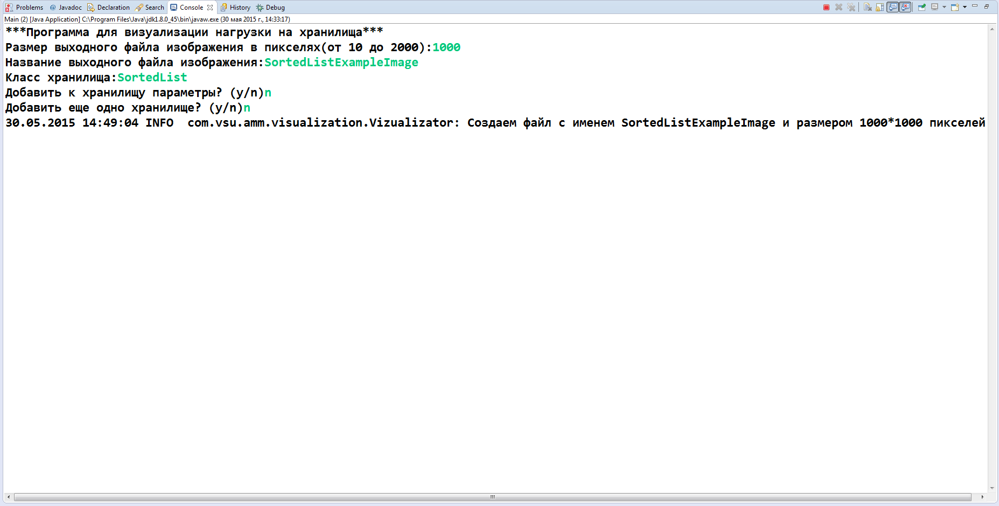 Problems @ Javadoc Declaration Search Console History Debug
Main (2) [Java Application] C:\Program Files\Java\jdk1.8.0_45\bin\javaw.exe (30 мая 2015 г., 14:33:17)
***Программа для визуализации нагрузки на хранилища***
Размер выходного файла изображения в пикселях(от 10 до 2000):1000
Название выходного файла изображения:SortedListExampleImage
Класс хранилища:SortedList
Добавить к хранилищу параметры? (y/n)n
Добавить еще одно хранилище? (y/n)n
30.05.2015 14:49:04 INFO  com.vsu.amm.visualization.Vizualizator: Создаем файл с именем SortedListExampleImage и размером 1000*1000 пикселей